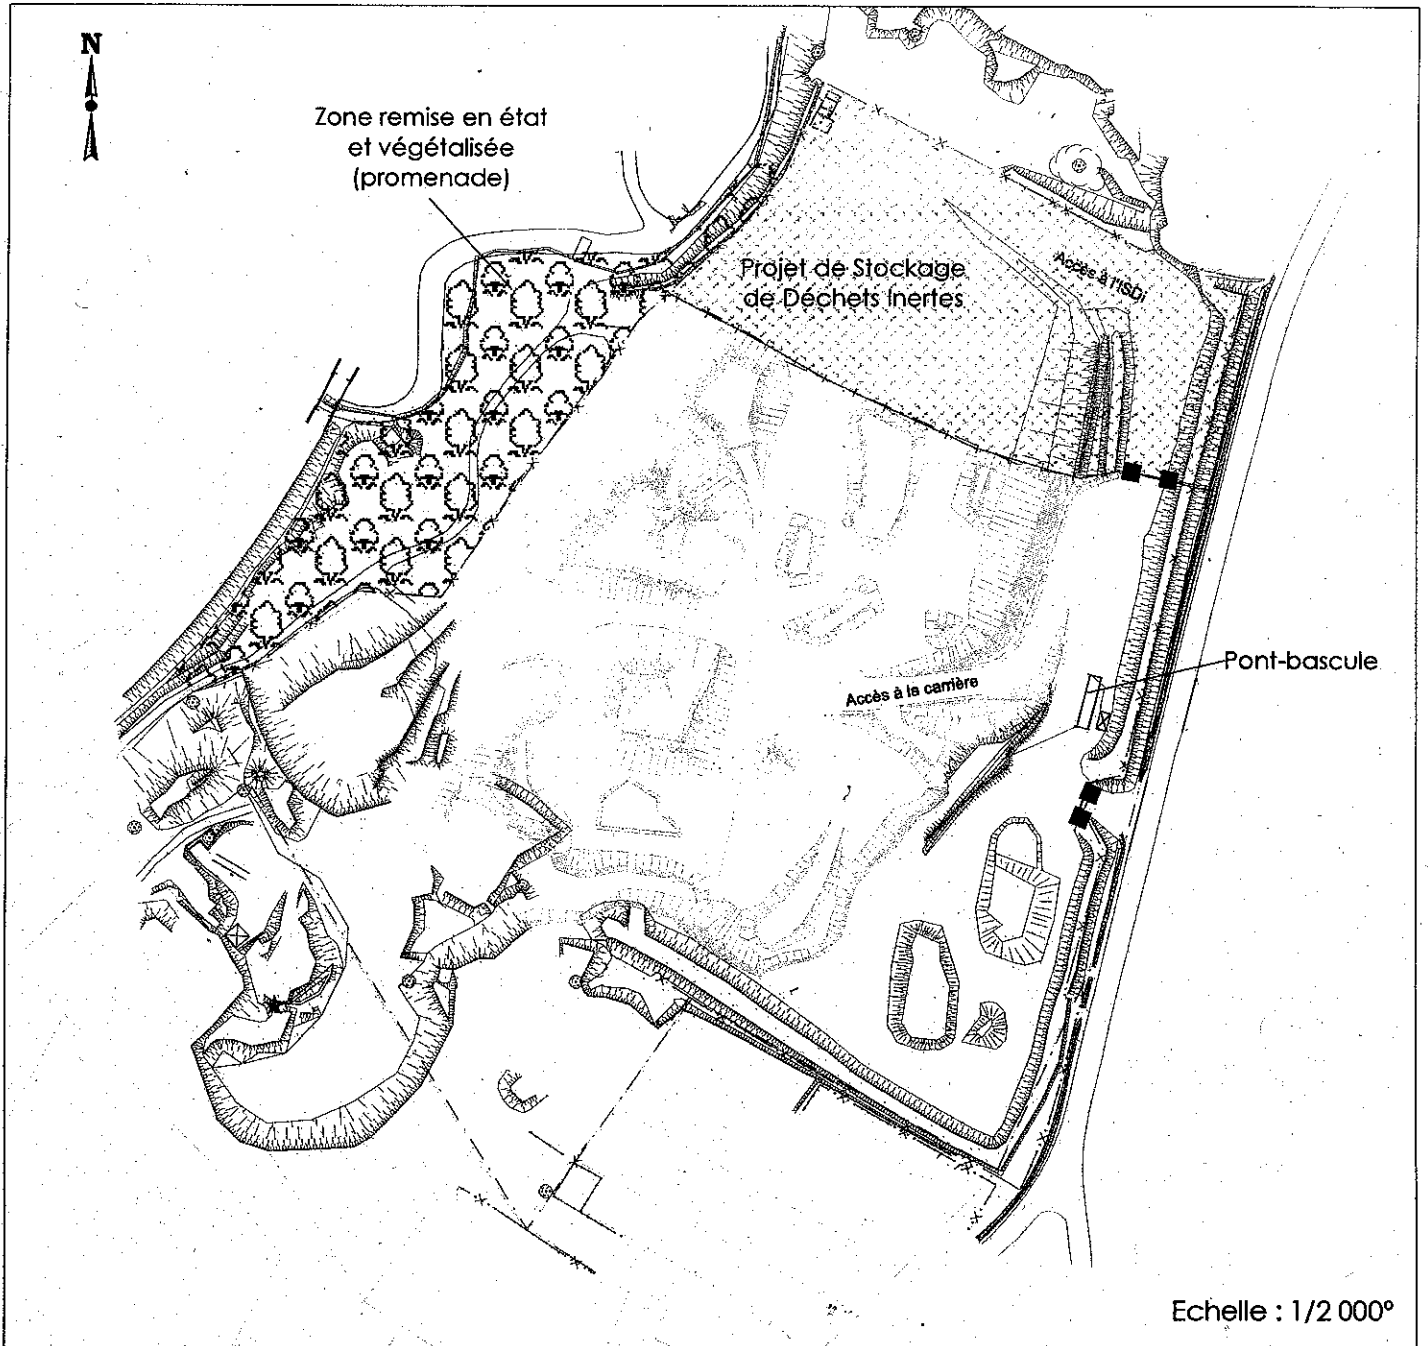 N
Zone remise en état
et végétalisée
(promenade)
Projet de Stockage
de Déchets Inertes
Accès à l'ISDI
Pont-bascule
Accès à la carrière
Echelle : 1/2 000°